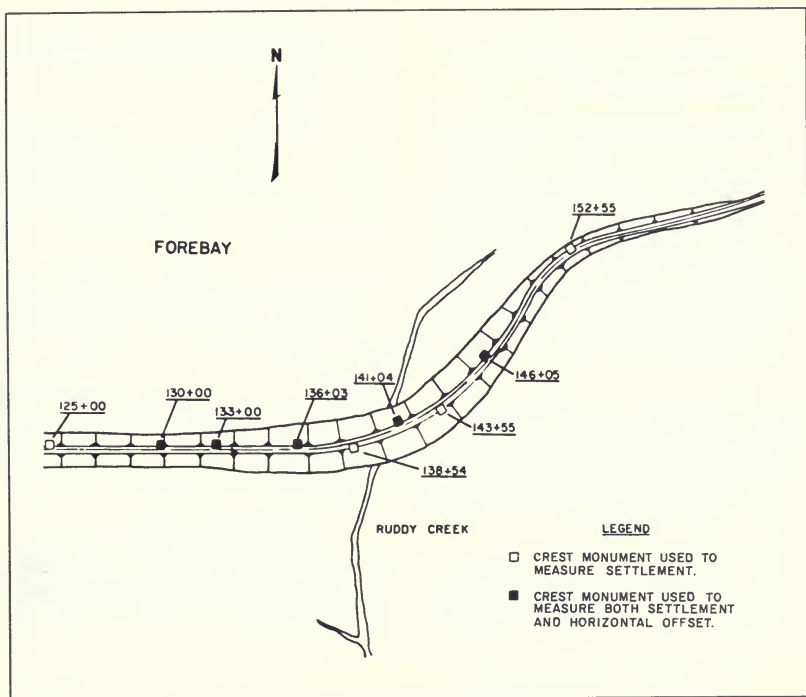 N
152+55
FOREBAY
146+05
141+04
136+03
130+00
133+00
125+00
143+55
138+54
RUDDY CREEK
LEGEND
CREST MONUMENT USED TO
MEASURE SETTLEMENT.
CREST MONUMENT USED TO
MEASURE BOTH SETTLEMENT
AND HORIZONTAL OFFSET.